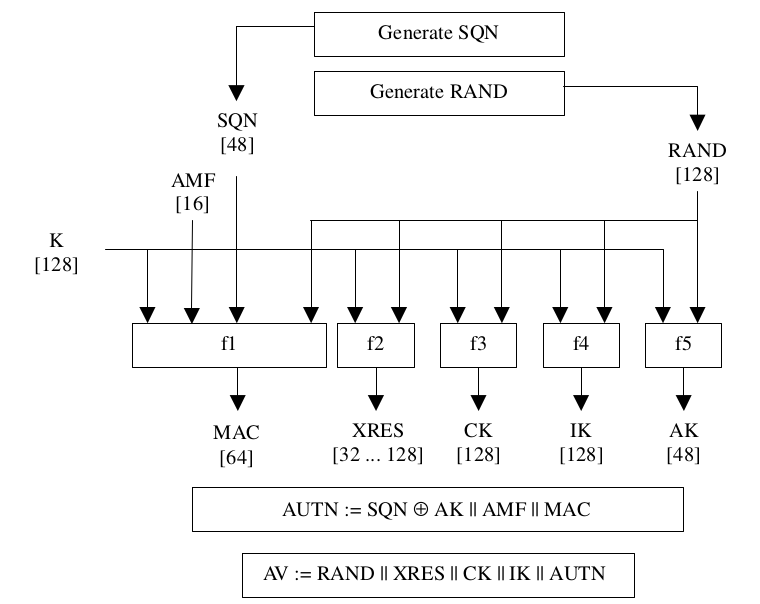 Generate SQN
Generate RAND
SQN
[48]
RAND
[128]
AMF
[16]
K
[128]
f1
f2
f3
f4
f5
MAC
[64]
XRES
[32 ... 128]
CK
[128]
IK
[128]
AK
[48]
AUTN := SQN ⊕ AK || AMF || MAC
AV := RAND || XRES || CK || IK || AUTN